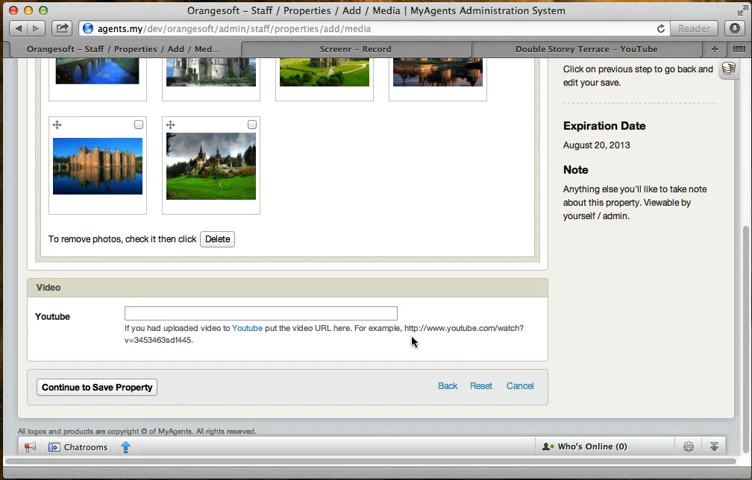 Orangesoft - Staff / Properties / Add / Media | MyAgents Administration System
agents.my/dev/orangesoft/admin/staff/properties/add/media
Reader
Orangesoft - Staff / Properties / Add / Med...
Screenr - Record
Double Storey Terrace - YouTube
Click on previous step to go back and
edit your save.
Expiration Date
August 20, 2013
Note
Anything else you'll like to take note
about this property. Viewable by
yourself / admin.
To remove photos, check it then click Delete
Video
Youtube
If you had uploaded video to Youtube put the video URL here. For example, http://www.youtube.com/watch?
v=3453463sdf445.
Continue to Save Property
Back Reset Cancel
All logos and products are copyright © of MyAgents. All rights reserved.
Chatrooms
Who's Online (0)